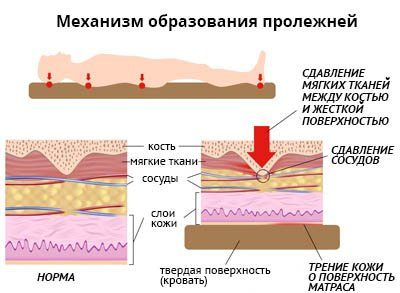 Механизм образования пролежней
СДАВЛЕНИЕ
МЯГКИХ ТКАНЕЙ
МЕЖДУ КОСТЬЮ
И ЖЕСТКОЙ
ПОВЕРХНОСТЬЮ
кость
мягкие ткани
сосуды
СДАВЛЕНИЕ
СОСУДОВ
слои
кожи
НОРМА
твердая поверхность
(кровать)
ТРЕНИЕ КОЖИ
О ПОВЕРХНОСТЬ
МАТРАСА